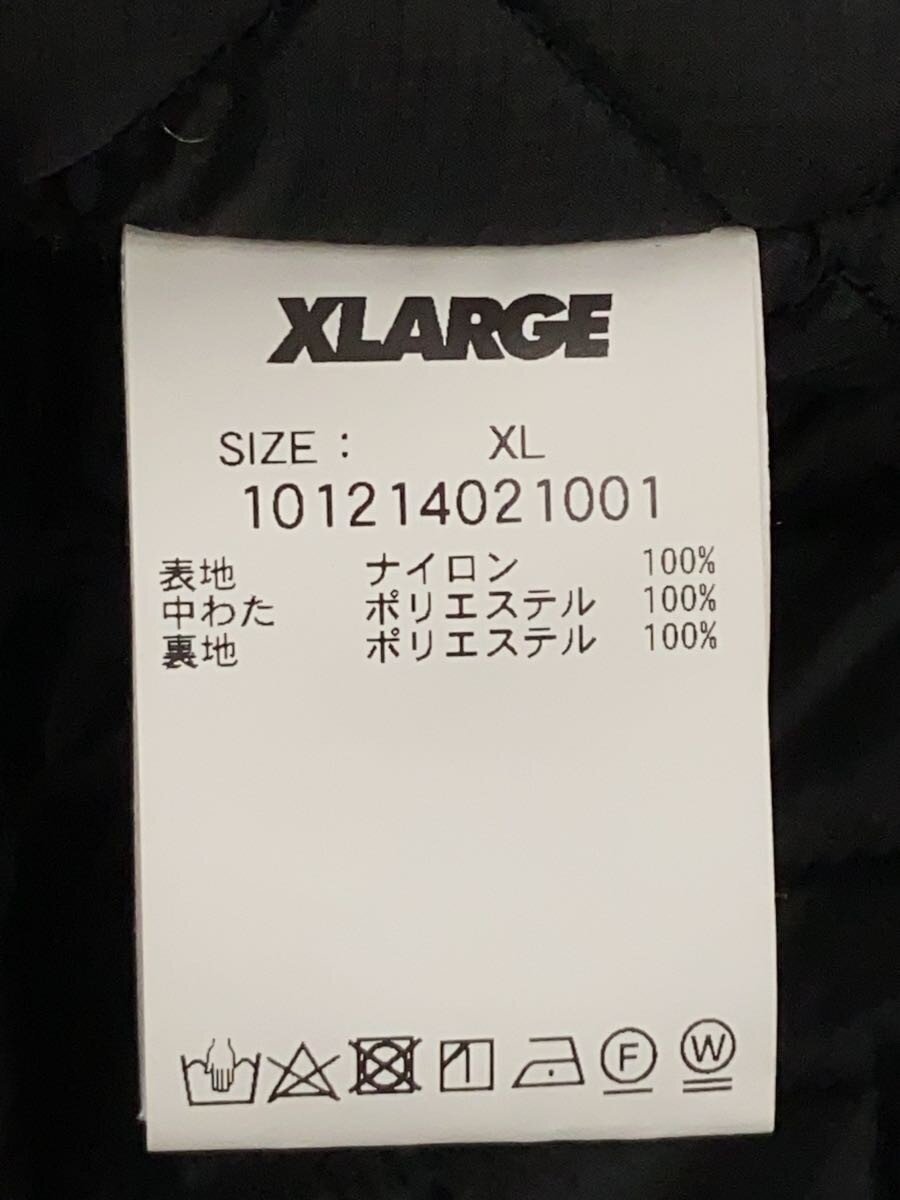 XLARGE
SIZE : XL
101214021001
表地 ナイロン 100%
中わた ポリエステル 100%
裏地 ポリエステル 100%
F W